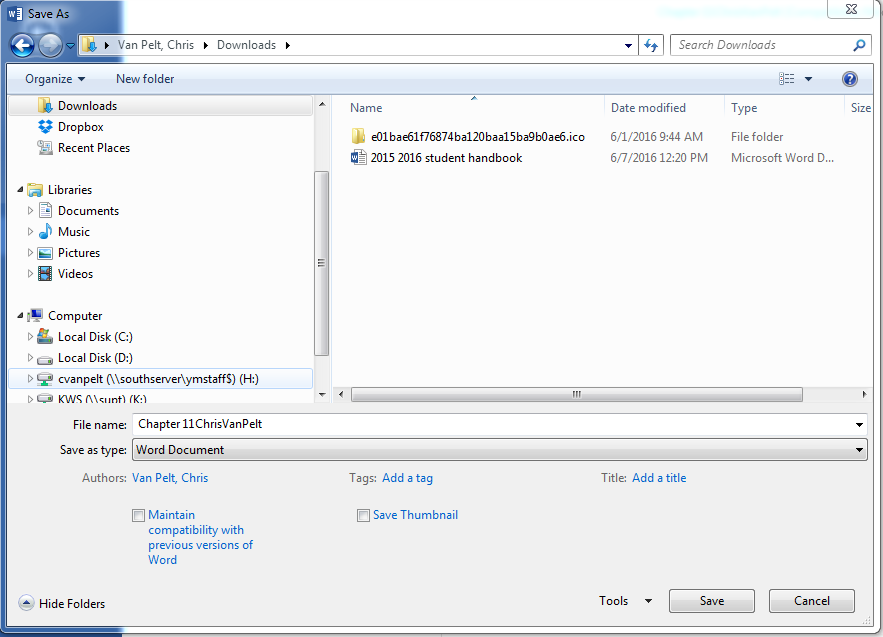 Save As
Van Pelt, Chris Downloads Search Downloads
Organize New folder
Downloads
Dropbox
Recent Places
Libraries
Documents
Music
Pictures
Videos
Computer
Local Disk (C:)
Local Disk (D:)
cvanpelt (\\southserver\ymstaff$) (H:)
KWS (\\supt) (K:)
Name Date modified Type Size
e01bae61f76874ba120baa15ba9b0ae6.ico 6/1/2016 9:44 AM File folder
2015 2016 student handbook 6/7/2016 12:20 PM Microsoft Word D...
File name: Chapter 11ChrisVanPelt
Save as type: Word Document
Authors: Van Pelt, Chris Tags: Add a tag Title: Add a title
Maintain
compatibility with
previous versions of
Word
Save Thumbnail
Hide Folders Tools Save Cancel